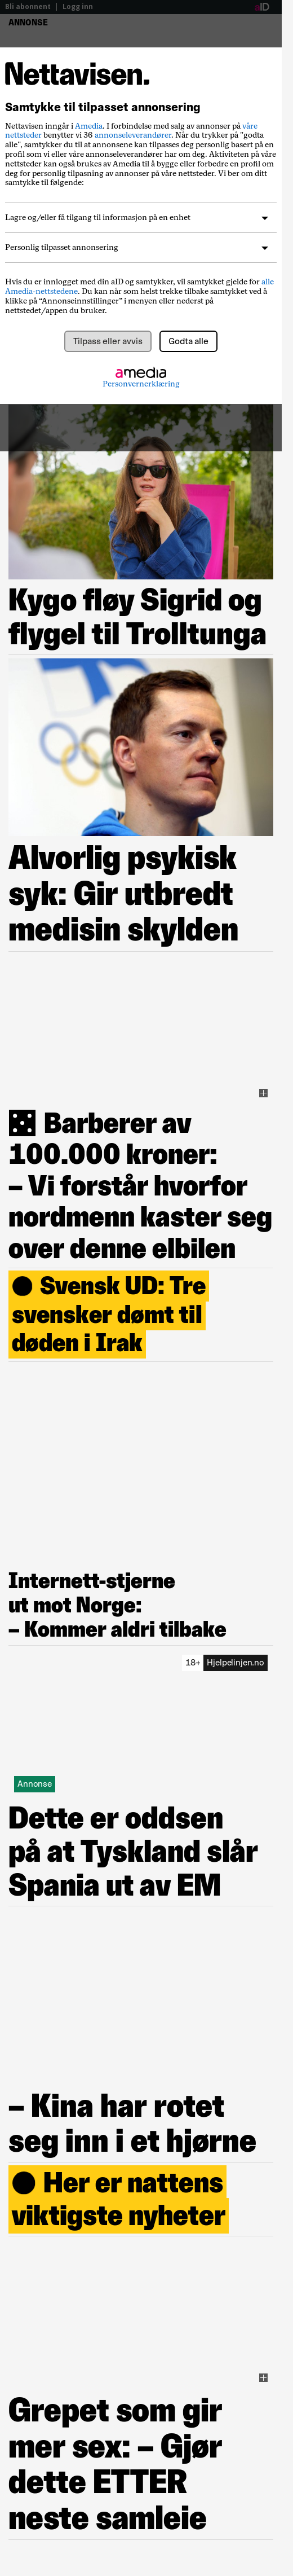 Bli abonnent | Logg inn
aID
ANNONSE
Nettavisen.
Samtykke til tilpasset annonsering
Nettavisen inngår i Amedia. I forbindelse med salg av annonser på våre
nettsteder benytter vi 36 annonseleverandører. Når du trykker på "godta
alle", samtykker du til at annonsene kan tilpasses deg personlig basert på en
profil som vi eller våre annonseleverandører har om deg. Aktiviteten på våre
nettsteder kan også brukes av Amedia til å bygge eller forbedre en profil om
deg for personlig tilpasning av annonser på våre nettsteder. Vi ber om ditt
samtykke til følgende:
Lagre og/eller få tilgang til informasjon på en enhet
Personlig tilpasset annonsering
Hvis du er innlogget med din aID og samtykker, vil samtykket gjelde for alle
Amedia-nettstedene. Du kan når som helst trekke tilbake samtykket ved å
klikke på “Annonseinnstillinger” i menyen eller nederst på
nettstedet/appen du bruker.
Tilpass eller avvis
Godta alle
amedia
Personvernerklæring
Kygo fløy Sigrid og
flygel til Trolltunga
Alvorlig psykisk
syk: Gir utbredt
medisin skylden
Barberer av
100.000 kroner:
– Vi forstår hvorfor
nordmenn kaster seg
over denne elbilen
Svensk UD: Tre
svensker dømt til
døden i Irak
Internett-stjerne
ut mot Norge:
– Kommer aldri tilbake
18+ Hjelpelinjen.no
Annonse
Dette er oddsen
på at Tyskland slår
Spania ut av EM
– Kina har rotet
seg inn i et hjørne
Her er nattens
viktigste nyheter
Grepet som gir
mer sex: – Gjør
dette ETTER
neste samleie